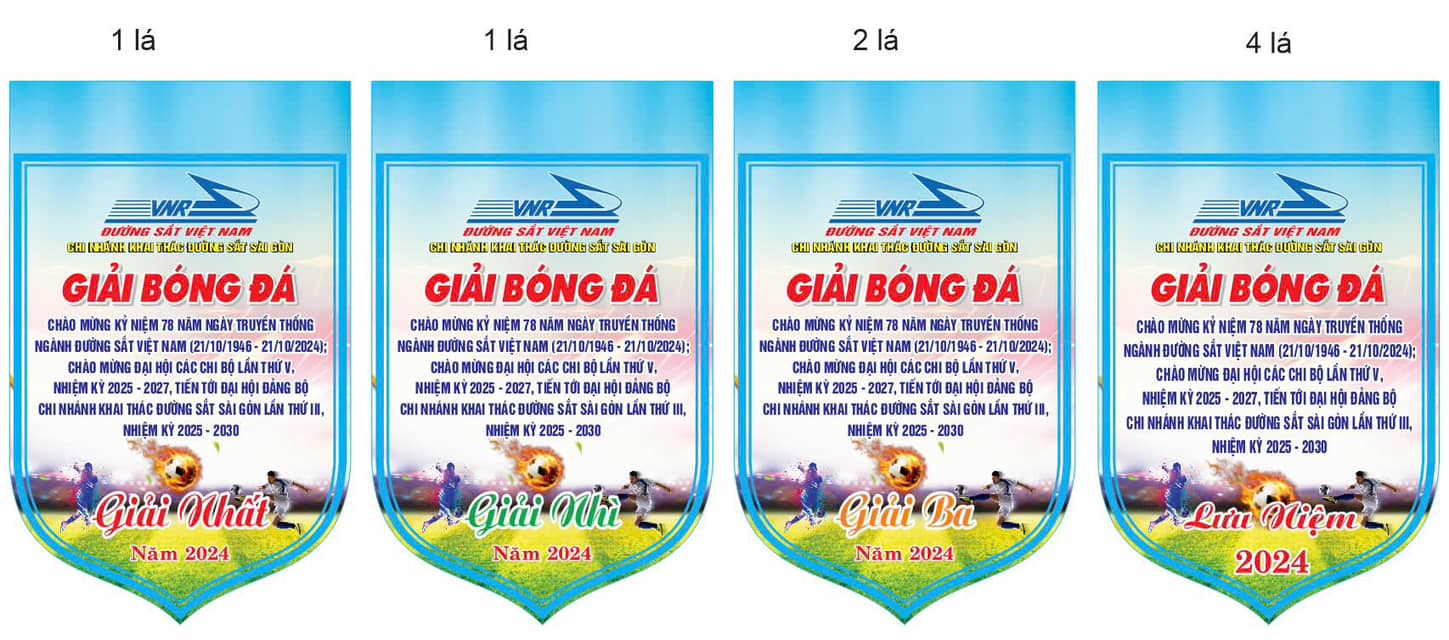 1 lá
1 lá
2 lá
4 lá
VNR
ĐƯỜNG SẮT VIỆT NAM
CHI NHÁNH KHAI THÁC ĐƯỜNG SẮT SÀI GÒN
GIẢI BÓNG ĐÁ
CHÀO MỪNG KỶ NIỆM 78 NĂM NGÀY TRUYỀN THỐNG
NGÀNH ĐƯỜNG SẮT VIỆT NAM (21/10/1946 - 21/10/2024);
CHÀO MỪNG ĐẠI HỘI CÁC CHI BỘ LẦN THỨ V,
NHIỆM KỲ 2025 - 2027, TIẾN TỚI ĐẠI HỘI ĐẢNG BỘ
CHI NHÁNH KHAI THÁC ĐƯỜNG SẮT SÀI GÒN LẦN THỨ III,
NHIỆM KỲ 2025 - 2030
Giải Nhất
Năm 2024
VNR
ĐƯỜNG SẮT VIỆT NAM
CHI NHÁNH KHAI THÁC ĐƯỜNG SẮT SÀI GÒN
GIẢI BÓNG ĐÁ
CHÀO MỪNG KỶ NIỆM 78 NĂM NGÀY TRUYỀN THỐNG
NGÀNH ĐƯỜNG SẮT VIỆT NAM (21/10/1946 - 21/10/2024);
CHÀO MỪNG ĐẠI HỘI CÁC CHI BỘ LẦN THỨ V,
NHIỆM KỲ 2025 - 2027, TIẾN TỚI ĐẠI HỘI ĐẢNG BỘ
CHI NHÁNH KHAI THÁC ĐƯỜNG SẮT SÀI GÒN LẦN THỨ III,
NHIỆM KỲ 2025 - 2030
Giải Nhì
Năm 2024
VNR
ĐƯỜNG SẮT VIỆT NAM
CHI NHÁNH KHAI THÁC ĐƯỜNG SẮT SÀI GÒN
GIẢI BÓNG ĐÁ
CHÀO MỪNG KỶ NIỆM 78 NĂM NGÀY TRUYỀN THỐNG
NGÀNH ĐƯỜNG SẮT VIỆT NAM (21/10/1946 - 21/10/2024);
CHÀO MỪNG ĐẠI HỘI CÁC CHI BỘ LẦN THỨ V,
NHIỆM KỲ 2025 - 2027, TIẾN TỚI ĐẠI HỘI ĐẢNG BỘ
CHI NHÁNH KHAI THÁC ĐƯỜNG SẮT SÀI GÒN LẦN THỨ III,
NHIỆM KỲ 2025 - 2030
Giải Ba
Năm 2024
VNR
ĐƯỜNG SẮT VIỆT NAM
CHI NHÁNH KHAI THÁC ĐƯỜNG SẮT SÀI GÒN
GIẢI BÓNG ĐÁ
CHÀO MỪNG KỶ NIỆM 78 NĂM NGÀY TRUYỀN THỐNG
NGÀNH ĐƯỜNG SẮT VIỆT NAM (21/10/1946 - 21/10/2024);
CHÀO MỪNG ĐẠI HỘI CÁC CHI BỘ LẦN THỨ V,
NHIỆM KỲ 2025 - 2027, TIẾN TỚI ĐẠI HỘI ĐẢNG BỘ
CHI NHÁNH KHAI THÁC ĐƯỜNG SẮT SÀI GÒN LẦN THỨ III,
NHIỆM KỲ 2025 - 2030
Lưu Niệm
2024